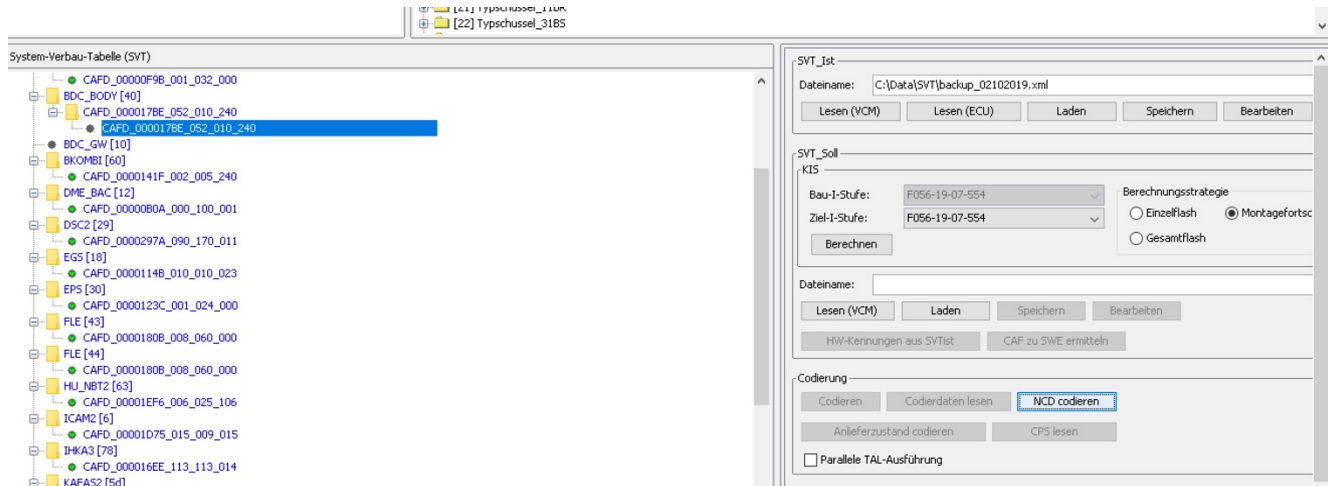 [21] Typschussel_11BR
[22] Typschussel_31BS
System-Verbau-Tabelle (SVT)
CAFD_00000F9B_001_032_000
BDC_BODY [40]
CAFD_000017BE_052_010_240
CAFD_000017BE_052_010_240
BDC_GW [10]
BKOMBI [60]
CAFD_0000141F_002_005_240
DME_BAC [12]
CAFD_00000B0A_000_100_001
DSC2 [29]
CAFD_0000297A_090_170_011
EGS [18]
CAFD_0000114B_010_010_023
EPS [30]
CAFD_0000123C_001_024_000
FLE [43]
CAFD_0000180B_008_060_000
FLE [44]
CAFD_0000180B_008_060_000
HU_NBT2 [63]
CAFD_00001EF6_006_025_106
ICAM2 [6]
CAFD_00001D75_015_009_015
IHKA3 [78]
CAFD_000016EE_113_113_014
KAFAS2 [5d]
SVT_Ist
Dateiname: C:\Data\SVT\backup_02102019.xml
Lesen (VCM) Lesen (ECU) Laden Speichern Bearbeiten
SVT_Soll
KIS
Bau-I-Stufe: F056-19-07-554 Berechnungsstrategie
Ziel-I-Stufe: F056-19-07-554 Einzelflash Montagefortsc
Berechnen Gesamtflash
Dateiname:
Lesen (VCM) Laden Speichern Bearbeiten
HW-Kennungen aus SVTist CAF zu SWE ermitteln
Codierung
Codieren Codierdaten lesen NCD codieren
Anlieferzustand codieren CPS lesen
Parallele TAL-Ausführung